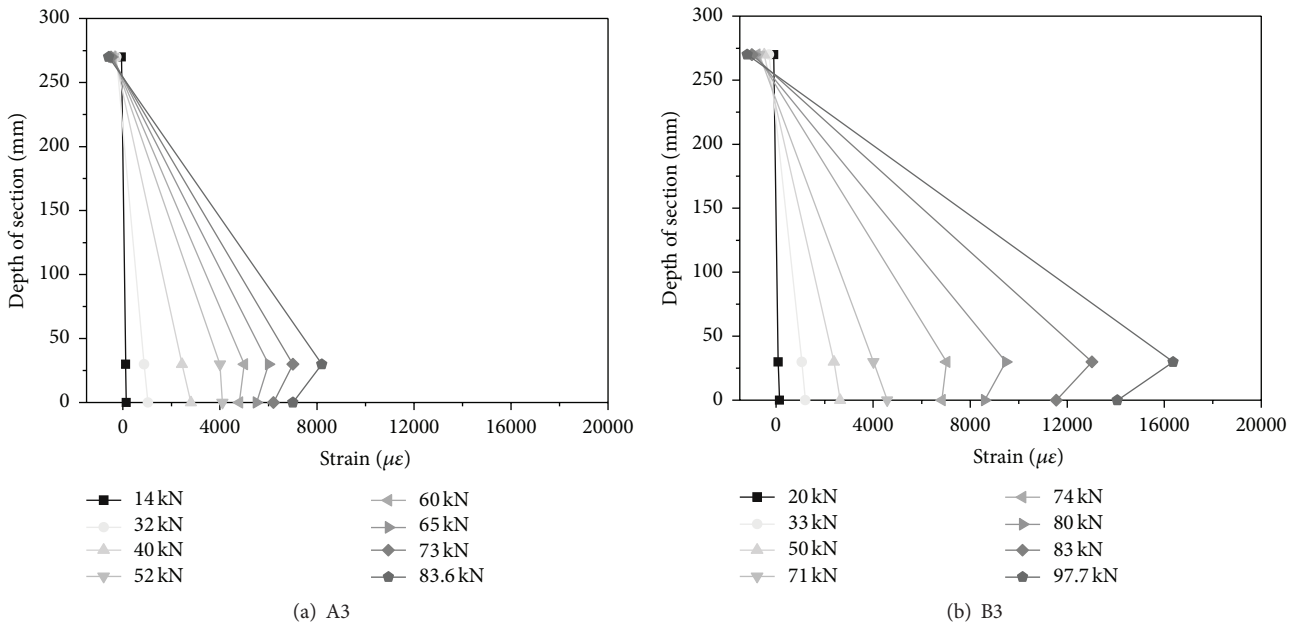 300
250
200
150
100
50
0
Depth of section (mm)
0 4000 8000 12000 16000 20000
Strain (με)
14 kN 60 kN
32 kN 65 kN
40 kN 73 kN
52 kN 83.6 kN
(a) A3
300
250
200
150
100
50
0
Depth of section (mm)
0 4000 8000 12000 16000 20000
Strain (με)
20 kN 74 kN
33 kN 80 kN
50 kN 83 kN
71 kN 97.7 kN
(b) B3